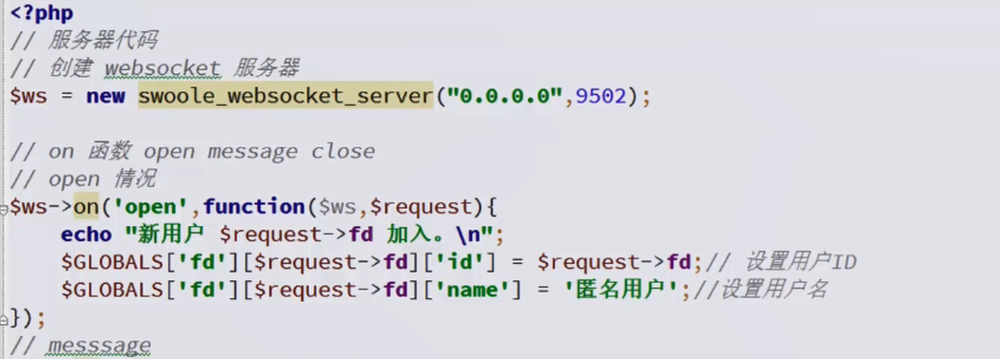 <?php
// 服务器代码
// 创建 websocket 服务器
$ws = new swoole_websocket_server("0.0.0.0",9502);
// on 函数 open message close
// open 情况
$ws->on('open',function($ws,$request){
    echo "新用户 $request->fd 加入。\n";
    $GLOBALS['fd'][$request->fd]['id'] = $request->fd;// 设置用户ID
    $GLOBALS['fd'][$request->fd]['name'] = '匿名用户';//设置用户名
});
// messsage